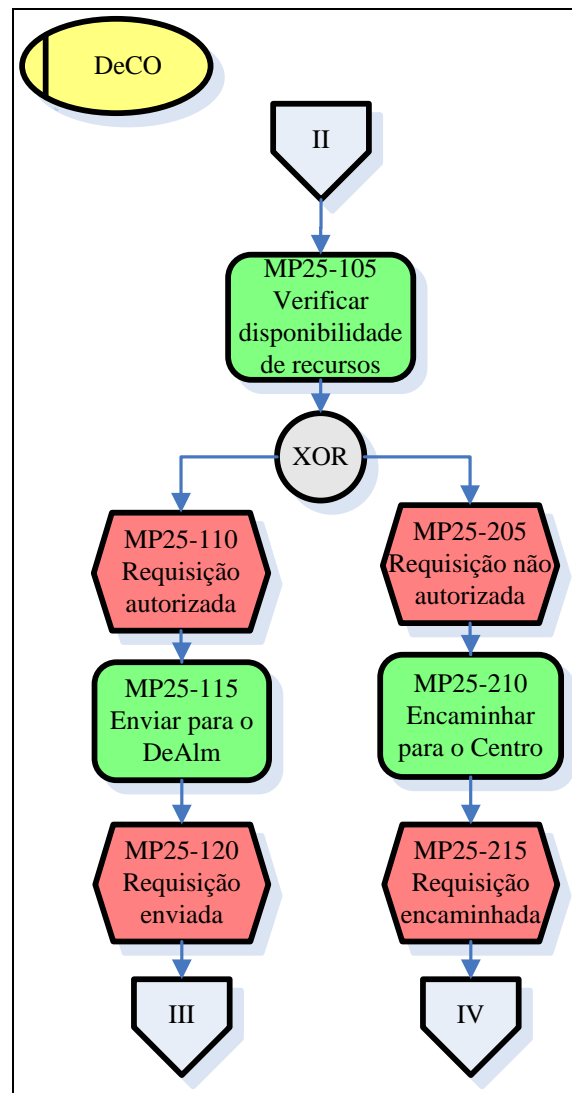 DeCO
II
MP25-105
Verificar
disponibilidade
de recursos
XOR
MP25-110
Requisição
autorizada
MP25-205
Requisição não
autorizada
MP25-115
Enviar para o
DeAlm
MP25-210
Encaminhar
para o Centro
MP25-120
Requisição
enviada
MP25-215
Requisição
encaminhada
III
IV